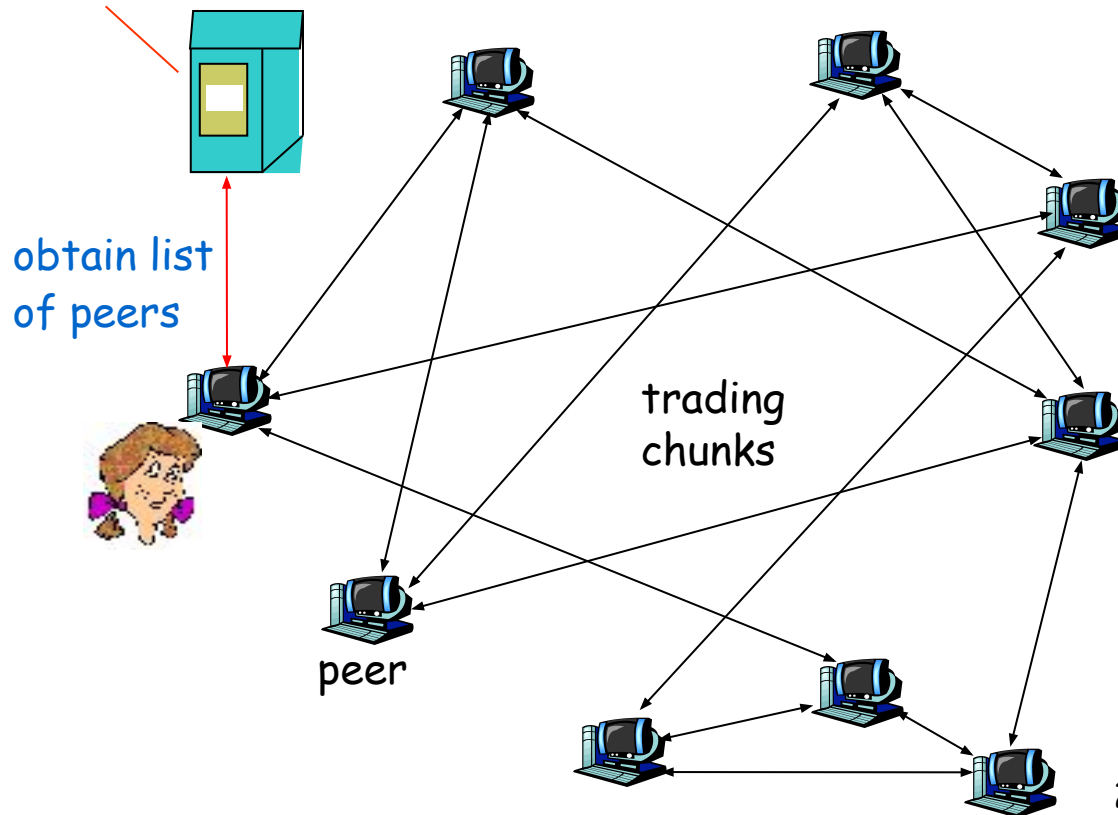 obtain list
of peers
trading
chunks
peer